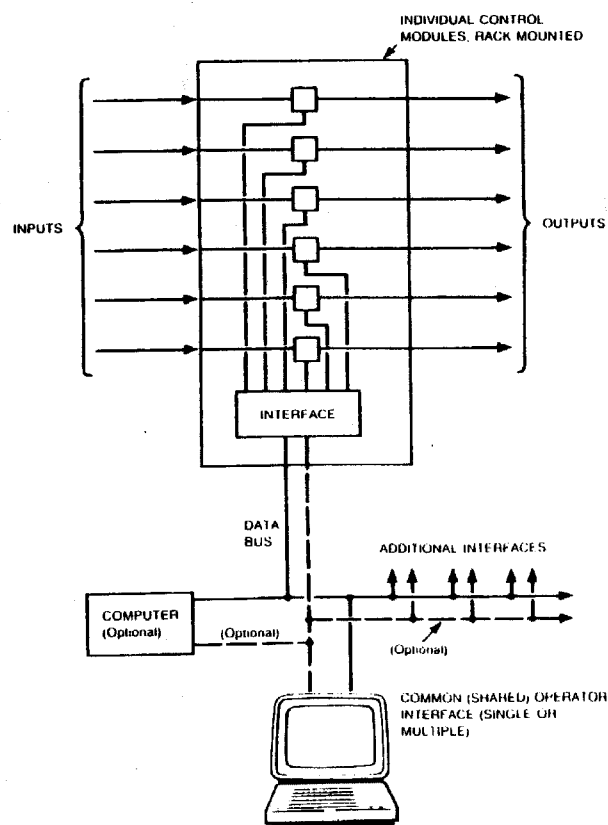 INDIVIDUAL CONTROL
MODULES, RACK MOUNTED
INPUTS
OUTPUTS
INTERFACE
DATA
BUS
ADDITIONAL INTERFACES
COMPUTER
(Optional)
(Optional)
(Optional)
COMMON (SHARED) OPERATOR
INTERFACE (SINGLE OR
MULTIPLE)